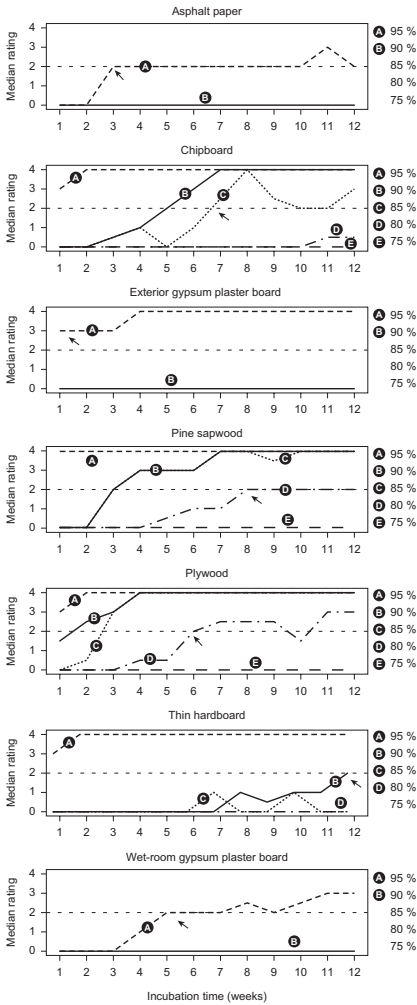 Asphalt paper
Median rating
4
3
2
1
0
A
B
1 2 3 4 5 6 7 8 9 10 11 12
A 95 %
B 90 %
85 %
80 %
75 %
Chipboard
Median rating
4
3
2
1
0
A
B
C
D
E
1 2 3 4 5 6 7 8 9 10 11 12
A 95 %
B 90 %
C 85 %
D 80 %
E 75 %
Exterior gypsum plaster board
Median rating
4
3
2
1
0
A
B
1 2 3 4 5 6 7 8 9 10 11 12
A 95 %
B 90 %
85 %
80 %
75 %
Pine sapwood
Median rating
4
3
2
1
0
A
B
C
D
E
1 2 3 4 5 6 7 8 9 10 11 12
A 95 %
B 90 %
C 85 %
D 80 %
E 75 %
Plywood
Median rating
4
3
2
1
0
A
B
C
D
E
1 2 3 4 5 6 7 8 9 10 11 12
A 95 %
B 90 %
C 85 %
D 80 %
E 75 %
Thin hardboard
Median rating
4
3
2
1
0
A
C
B
D
1 2 3 4 5 6 7 8 9 10 11 12
A 95 %
B 90 %
C 85 %
D 80 %
75 %
Wet-room gypsum plaster board
Median rating
4
3
2
1
0
A
B
1 2 3 4 5 6 7 8 9 10 11 12
A 95 %
B 90 %
85 %
80 %
75 %
Incubation time (weeks)